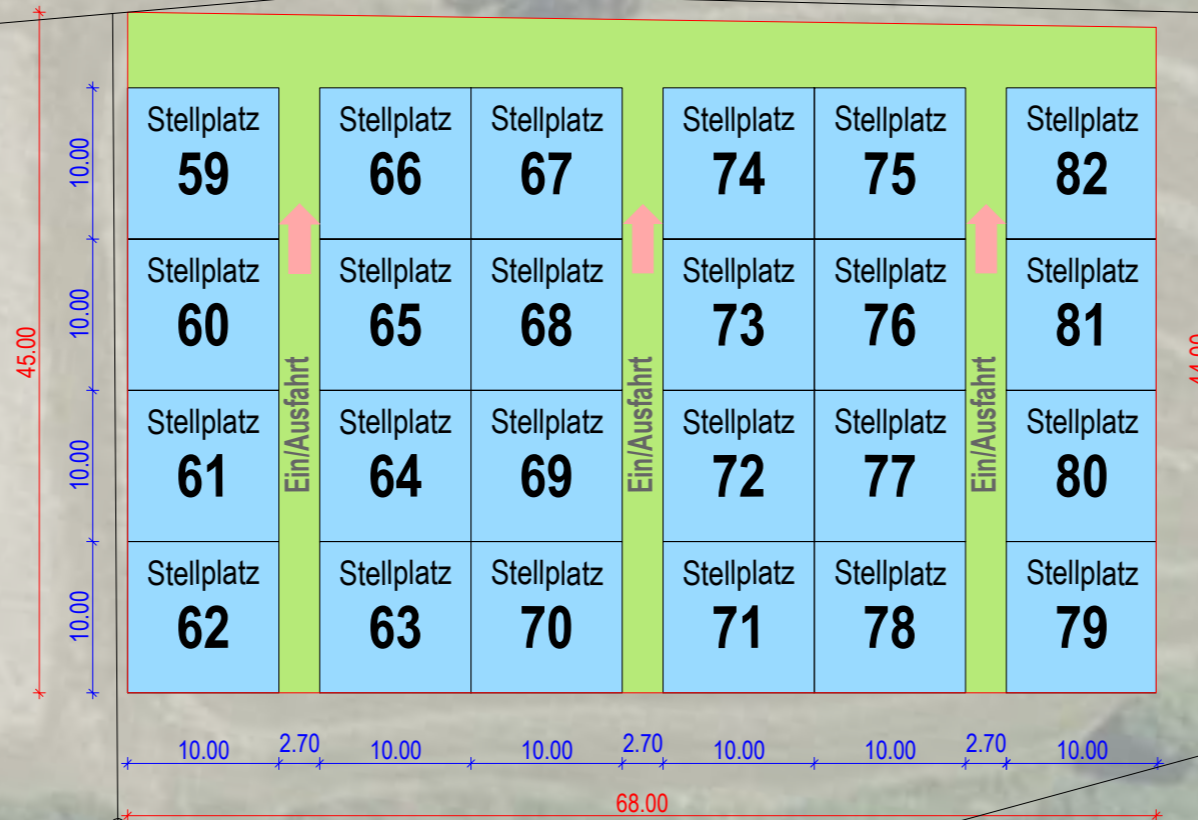 Stellplatz Stellplatz Stellplatz Stellplatz Stellplatz Stellplatz
59 66 67 74 75 82
10.00
Stellplatz Stellplatz Stellplatz Stellplatz Stellplatz Stellplatz
60 65 68 73 76 81
10.00
45.00
44.00
Ein/Ausfahrt Ein/Ausfahrt Ein/Ausfahrt
Stellplatz Stellplatz Stellplatz Stellplatz Stellplatz Stellplatz
61 64 69 72 77 80
10.00
Stellplatz Stellplatz Stellplatz Stellplatz Stellplatz Stellplatz
62 63 70 71 78 79
10.00
10.00 2.70 10.00 10.00 2.70 10.00 10.00 2.70 10.00
68.00